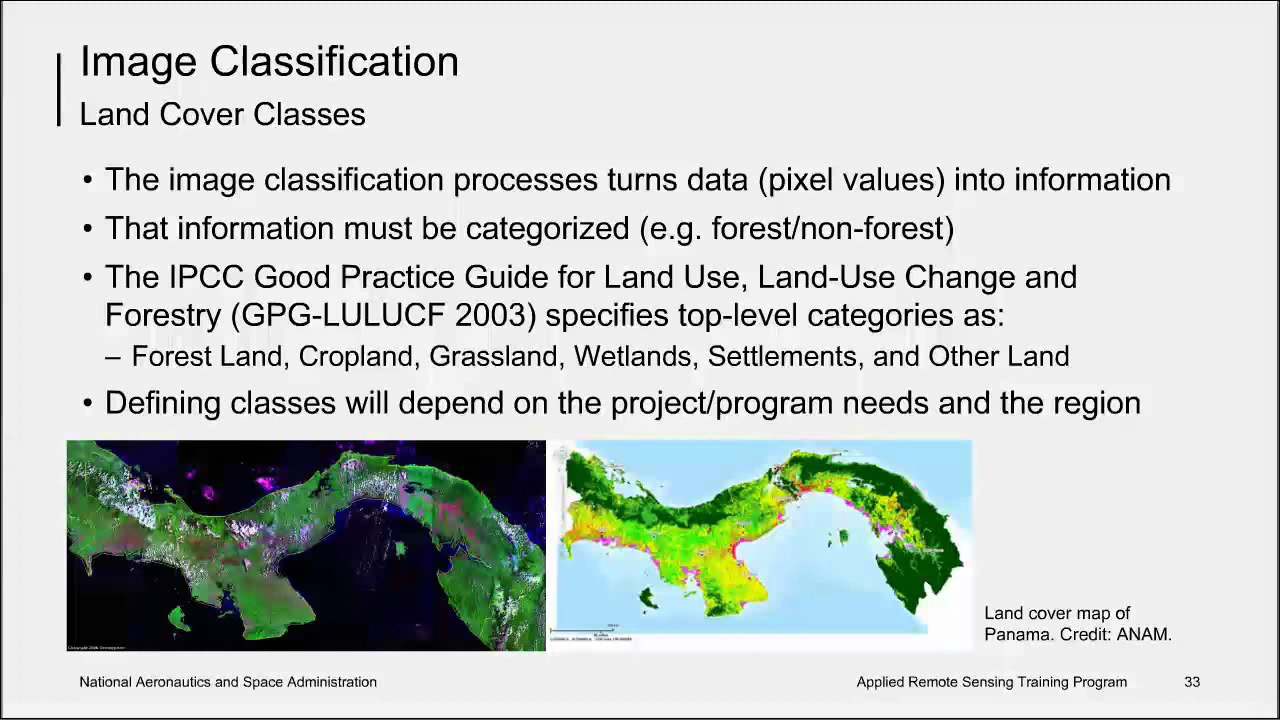 Image Classification
Land Cover Classes
• The image classification processes turns data (pixel values) into information
• That information must be categorized (e.g. forest/non-forest)
• The IPCC Good Practice Guide for Land Use, Land-Use Change and
Forestry (GPG-LULUCF 2003) specifies top-level categories as:
– Forest Land, Cropland, Grassland, Wetlands, Settlements, and Other Land
• Defining classes will depend on the project/program needs and the region
Land cover map of
Panama. Credit: ANAM.
National Aeronautics and Space Administration
Applied Remote Sensing Training Program
33